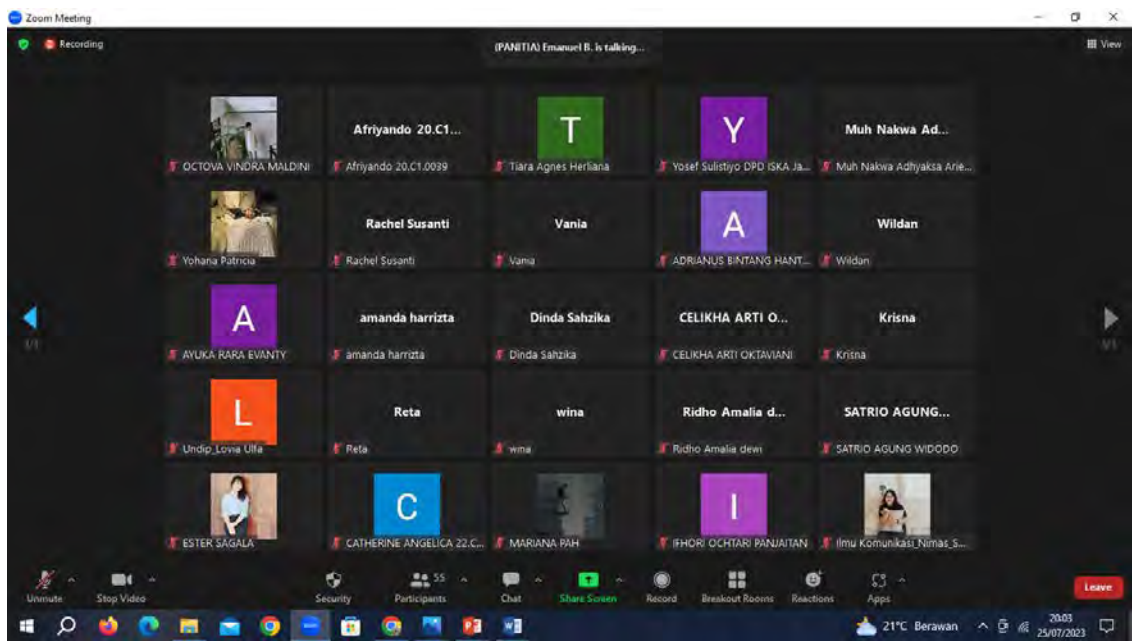 Zoom Meeting
Recording
(PANITIA) Emanuel B. is talking...
View
OCTOVA VINDRA MALDINI
Afriyando 20.C1...
Afriyando 20.C1.0039
T
Tiara Agnes Herliana
Y
Yosef Sulistiyo DPD ISKA Ja...
Muh Nakwa Ad...
Muh Nakwa Adhyaksa Arie...
Yohana Patricia
Rachel Susanti
Rachel Susanti
Vania
Vania
A
ADRIANUS BINTANG HANT...
Wildan
Wildan
A
AYUKA RARA EVANTY
amanda harrizta
amanda harrizta
Dinda Sahzika
Dinda Sahzika
CELIKHA ARTI O...
CELIKHA ARTI OKTAVIANI
Krisna
Krisna
1/1
1/1
L
Undip_Lovia Ulfa
Reta
Reta
wina
wina
Ridho Amalia d...
Ridho Amalia dewi
SATRIO AGUNG...
SATRIO AGUNG WIDODO
ESTER SAGALA
C
CATHERINE ANGELICA 22.C...
MARIANA PAH
I
IFHORI OCHTARI PANJAITAN
Ilmu Komunikasi_Nimas_S...
Unmute
Stop Video
Security
Participants
55
Chat
Share Screen
Record
Breakout Rooms
Reactions
Apps
Leave
21°C Berawan
20:03
25/07/2023